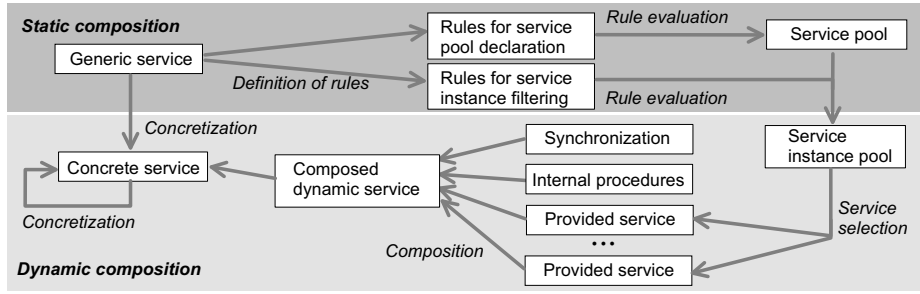 Static composition
Generic service
Definition of rules
Rules for service
pool declaration
Rules for service
instance filtering
Rule evaluation
Rule evaluation
Service pool
Concretization
Concrete service
Concretization
Composed
dynamic service
Synchronization
Internal procedures
Provided service
...
Provided service
Composition
Service
instance pool
Service
selection
Dynamic composition